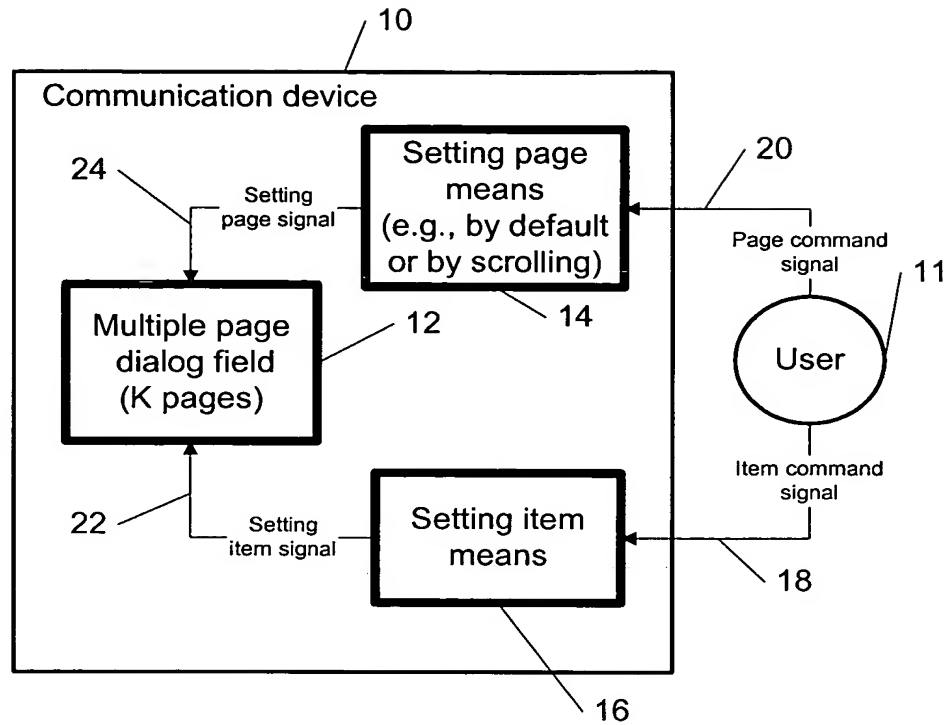 10
Communication device
24
Setting
page signal
Setting page
means
(e.g., by default
or by scrolling)
20
Page command
signal
11
Multiple page
dialog field
(K pages)
12
14
User
Item command
signal
22
Setting
item signal
Setting item
means
18
16